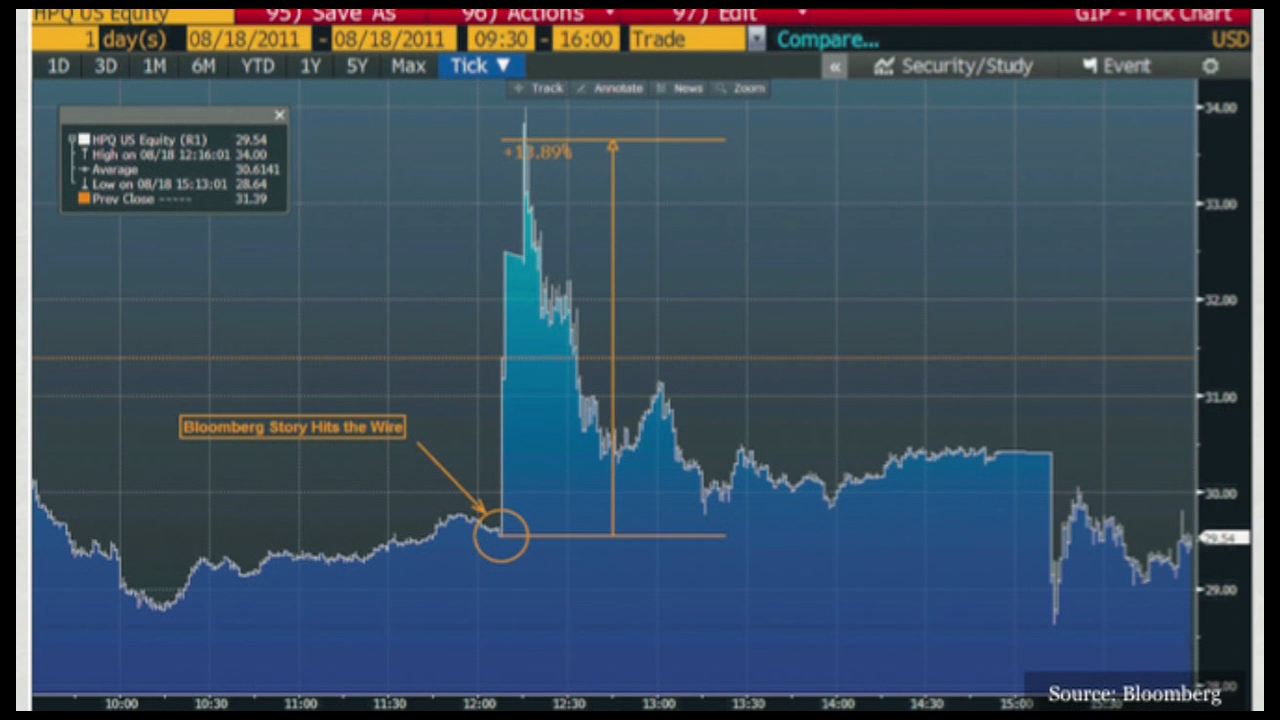 HPQ US Equity 95) Save As 96) Actions 97) Edit GIP - Tick Chart
1 day(s) 08/18/2011 - 08/18/2011 09:30 - 16:00 Trade Compare... USD
1D 3D 1M 6M YTD 1Y 5Y Max Tick ▼ « Security/Study Event
Track Annotate News Zoom
HPQ US Equity (R1) 29.54
High on 08/18 12:16:01 34.00
Average 30.6141
Low on 08/18 15:13:01 28.64
Prev Close ----- 31.39
34.00
33.00
32.00
31.00
30.00
29.54
29.00
28.00
+13.89%
Bloomberg Story Hits the Wire
10:00 10:30 11:00 11:30 12:00 12:30 13:00 13:30 14:00 14:30 15:00 15:30
Source: Bloomberg